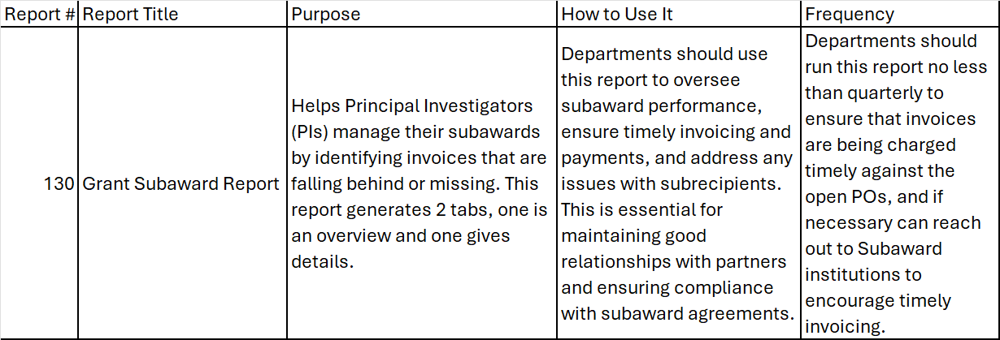 Report #
Report Title
Purpose
How to Use It
Frequency
130
Grant Subaward Report
Helps Principal Investigators
(PIs) manage their subawards
by identifying invoices that are
falling behind or missing. This
report generates 2 tabs, one is
an overview and one gives
details.
Departments should use
this report to oversee
subaward performance,
ensure timely invoicing and
payments, and address any
issues with subrecipients.
This is essential for
maintaining good
relationships with partners
and ensuring compliance
with subaward agreements.
Departments should
run this report no less
than quarterly to
ensure that invoices
are being charged
timely against the
open POs, and if
necessary can reach
out to Subaward
institutions to
encourage timely
invoicing.